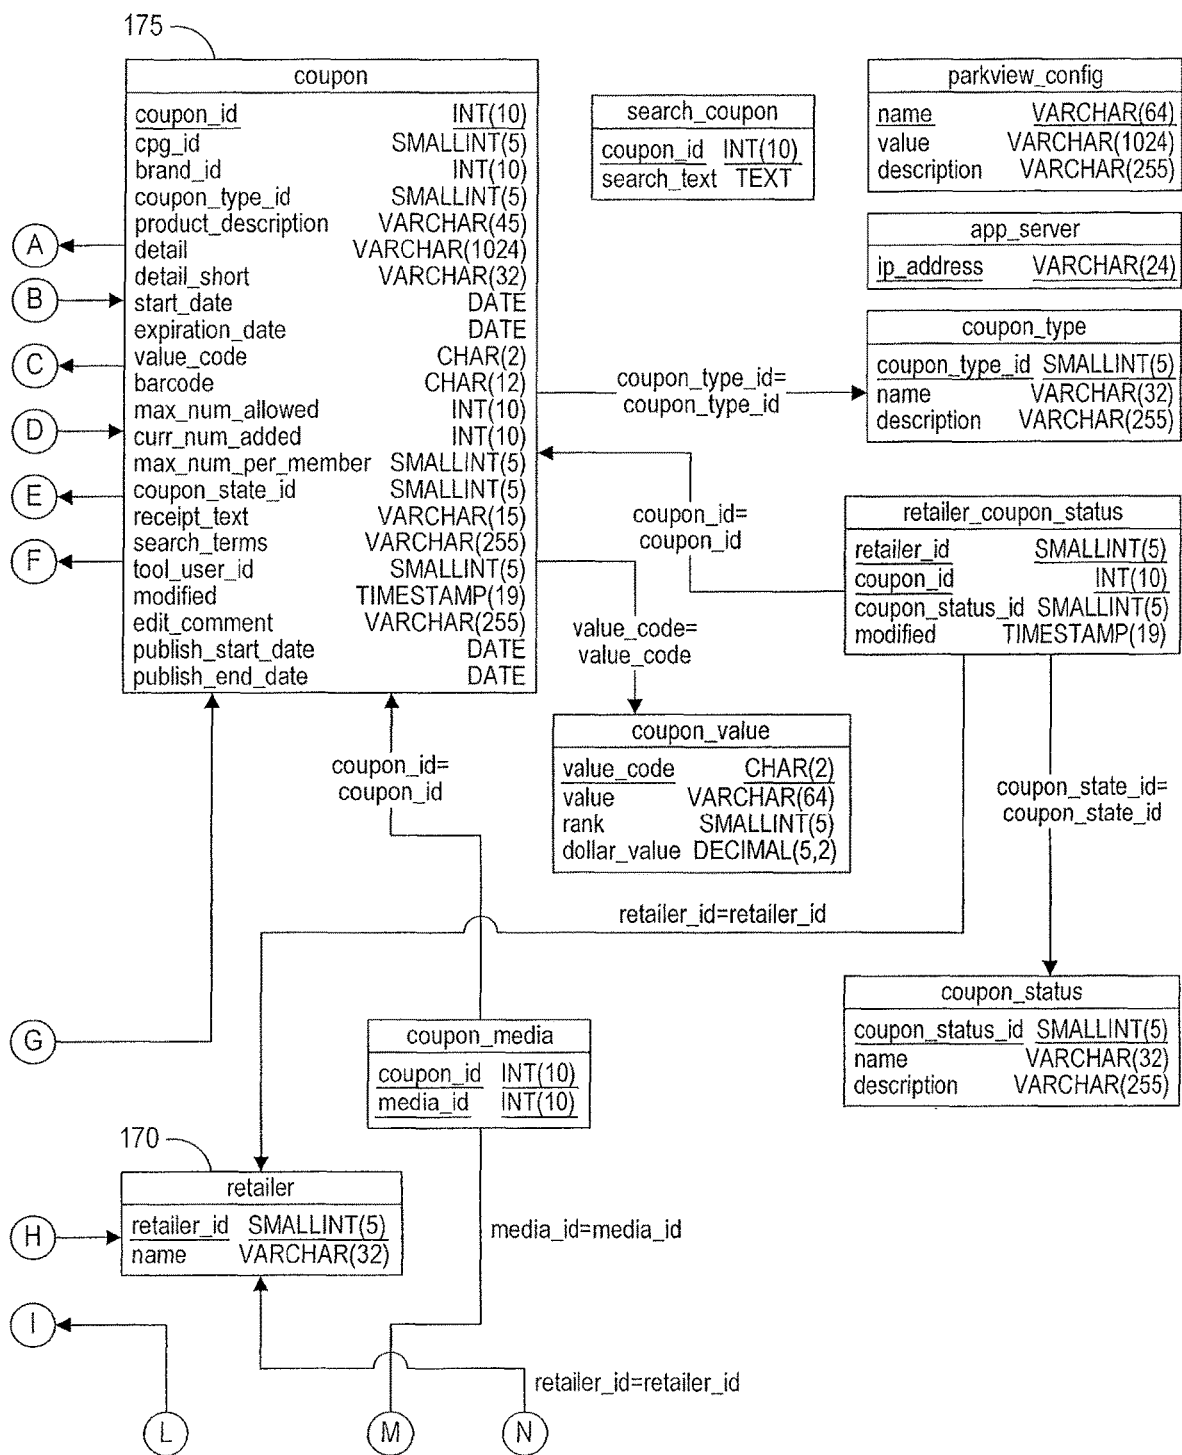 175
coupon
coupon_id INT(10)
cpg_id SMALLINT(5)
brand_id INT(10)
coupon_type_id SMALLINT(5)
product_description VARCHAR(45)
detail VARCHAR(1024)
detail_short VARCHAR(32)
start_date DATE
expiration_date DATE
value_code CHAR(2)
barcode CHAR(12)
max_num_allowed INT(10)
curr_num_added INT(10)
max_num_per_member SMALLINT(5)
coupon_state_id SMALLINT(5)
receipt_text VARCHAR(15)
search_terms VARCHAR(255)
tool_user_id SMALLINT(5)
modified TIMESTAMP(19)
edit_comment VARCHAR(255)
publish_start_date DATE
publish_end_date DATE
A
B
C
D
E
F
search_coupon
coupon_id INT(10)
search_text TEXT
parkview_config
name VARCHAR(64)
value VARCHAR(1024)
description VARCHAR(255)
app_server
ip_address VARCHAR(24)
coupon_type_id=
coupon_type_id
coupon_type
coupon_type_id SMALLINT(5)
name VARCHAR(32)
description VARCHAR(255)
coupon_id=
coupon_id
retailer_coupon_status
retailer_id SMALLINT(5)
coupon_id INT(10)
coupon_status_id SMALLINT(5)
modified TIMESTAMP(19)
value_code=
value_code
coupon_value
value_code CHAR(2)
value VARCHAR(64)
rank SMALLINT(5)
dollar_value DECIMAL(5,2)
coupon_id=
coupon_id
coupon_state_id=
coupon_state_id
retailer_id=retailer_id
coupon_status
coupon_status_id SMALLINT(5)
name VARCHAR(32)
description VARCHAR(255)
G
coupon_media
coupon_id INT(10)
media_id INT(10)
170
retailer
retailer_id SMALLINT(5)
name VARCHAR(32)
H
media_id=media_id
I
retailer_id=retailer_id
L
M
N